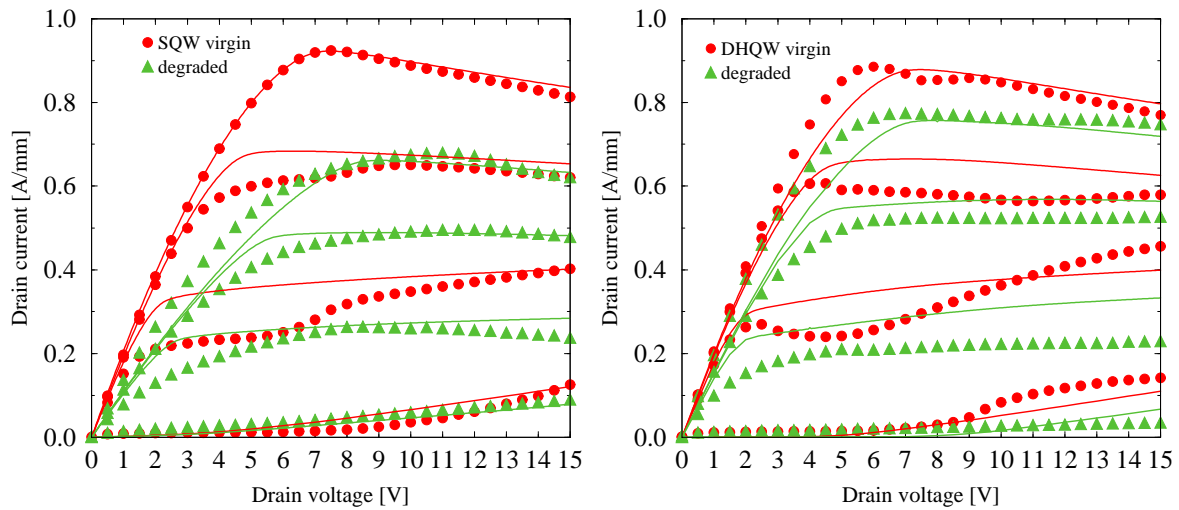 1.0
0.8
0.6
0.4
0.2
0.0
Drain current [A/mm]
SQW virgin
degraded
0 1 2 3 4 5 6 7 8 9 10 11 12 13 14 15
Drain voltage [V]
1.0
0.8
0.6
0.4
0.2
0.0
Drain current [A/mm]
DHQW virgin
degraded
0 1 2 3 4 5 6 7 8 9 10 11 12 13 14 15
Drain voltage [V]